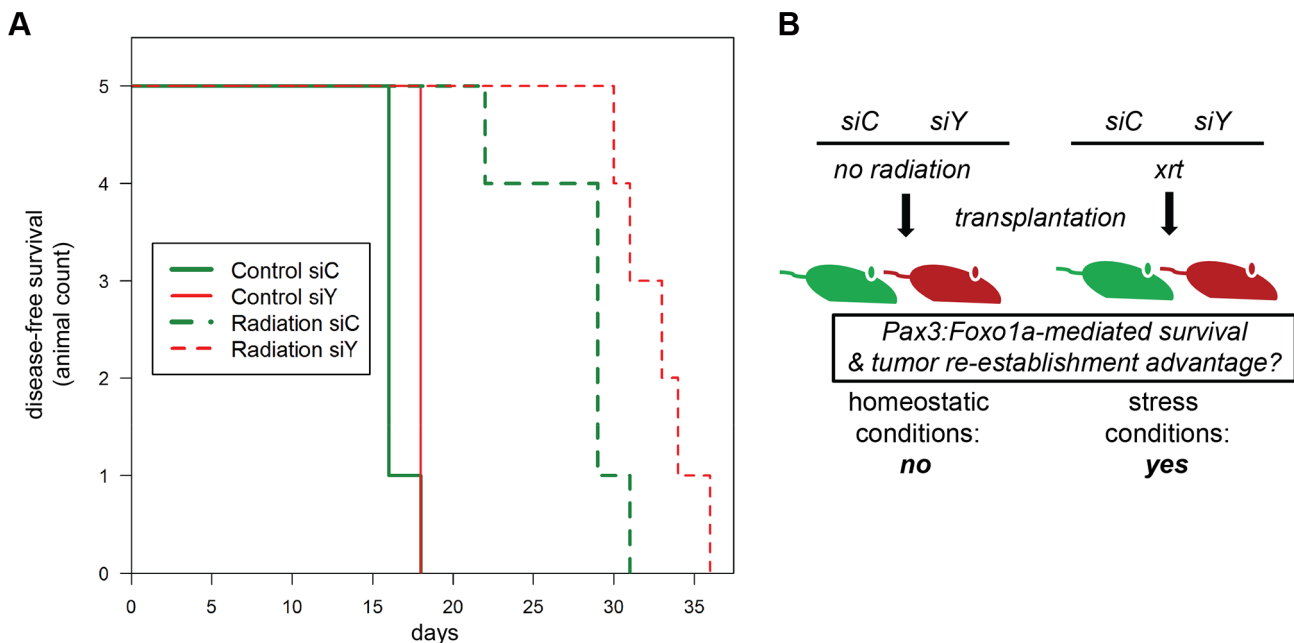 A
disease-free survival
(animal count)
5
4
3
2
1
0
Control siC
Control siY
Radiation siC
Radiation siY
0 5 10 15 20 25 30 35
days
B
siC siY siC siY
no radiation xrt
transplantation
Pax3:Foxo1a-mediated survival
& tumor re-establishment advantage?
homeostatic stress
conditions: conditions:
no yes